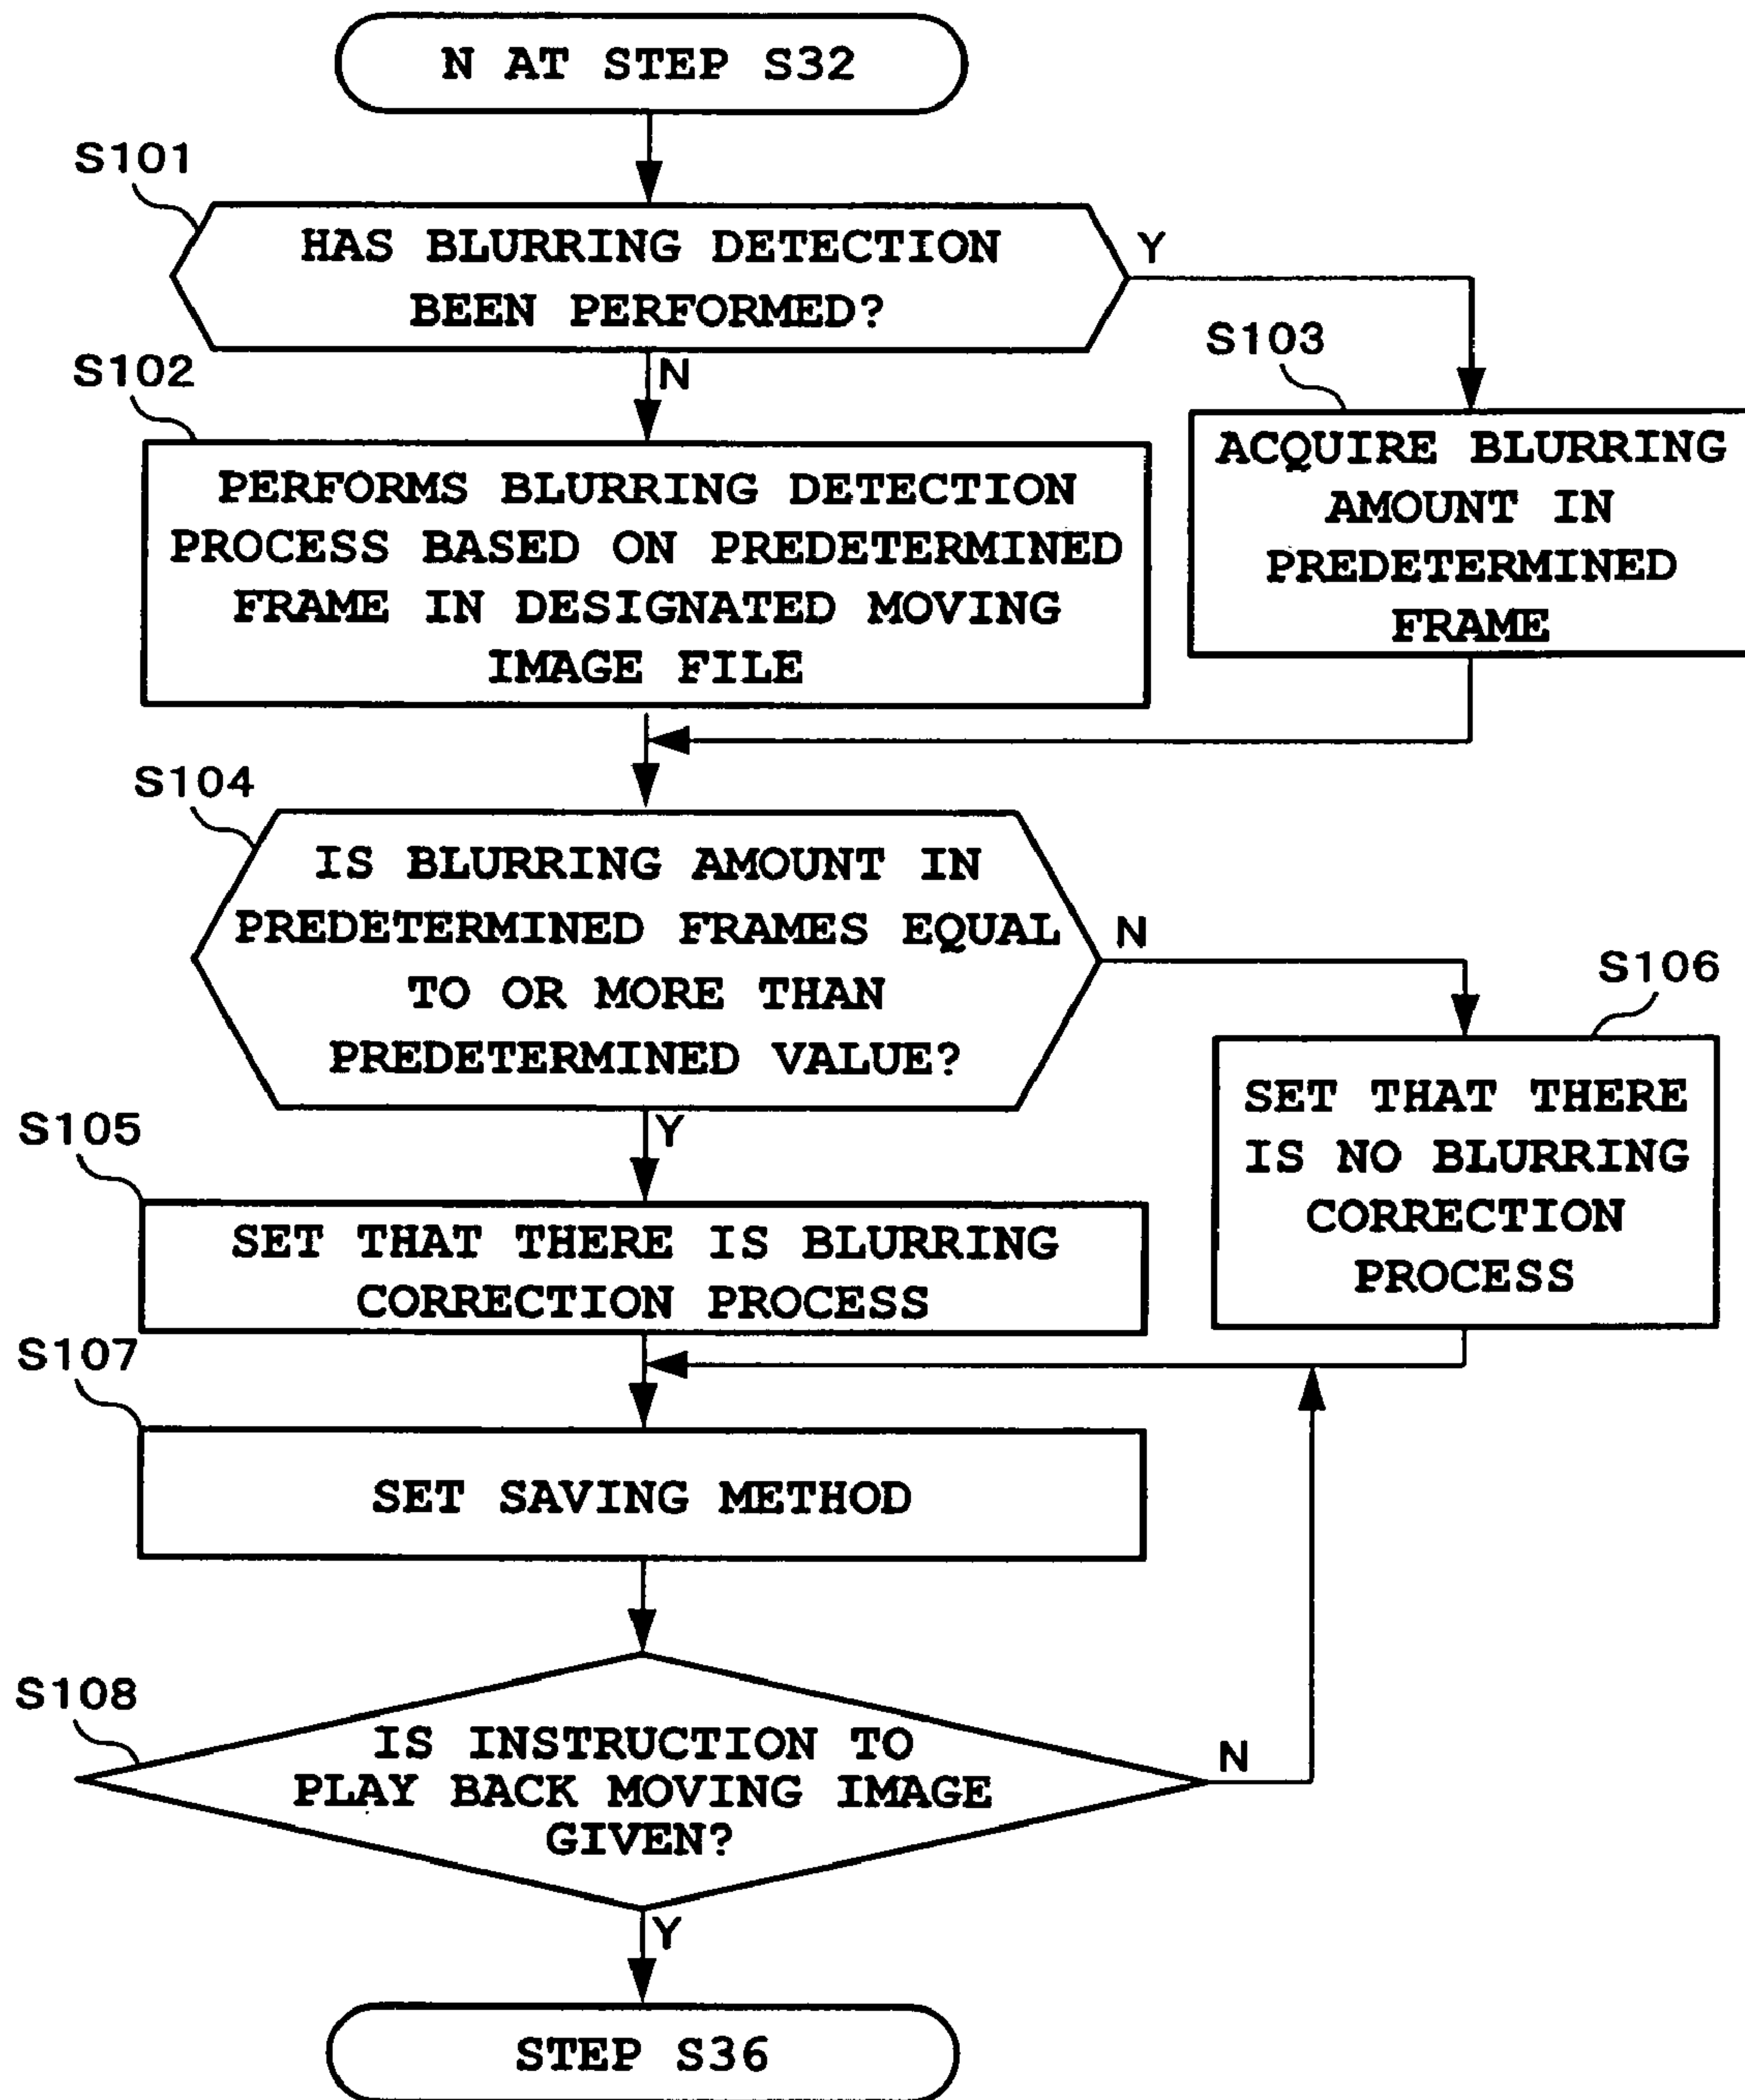 N AT STEP S32
S101
HAS BLURRING DETECTION
BEEN PERFORMED?
Y
N
S102
PERFORMS BLURRING DETECTION
PROCESS BASED ON PREDETERMINED
FRAME IN DESIGNATED MOVING
IMAGE FILE
S103
ACQUIRE BLURRING
AMOUNT IN
PREDETERMINED
FRAME
S104
IS BLURRING AMOUNT IN
PREDETERMINED FRAMES EQUAL
TO OR MORE THAN
PREDETERMINED VALUE?
N
Y
S105
SET THAT THERE IS BLURRING
CORRECTION PROCESS
S106
SET THAT THERE
IS NO BLURRING
CORRECTION
PROCESS
S107
SET SAVING METHOD
S108
IS INSTRUCTION TO
PLAY BACK MOVING IMAGE
GIVEN?
N
Y
STEP S36